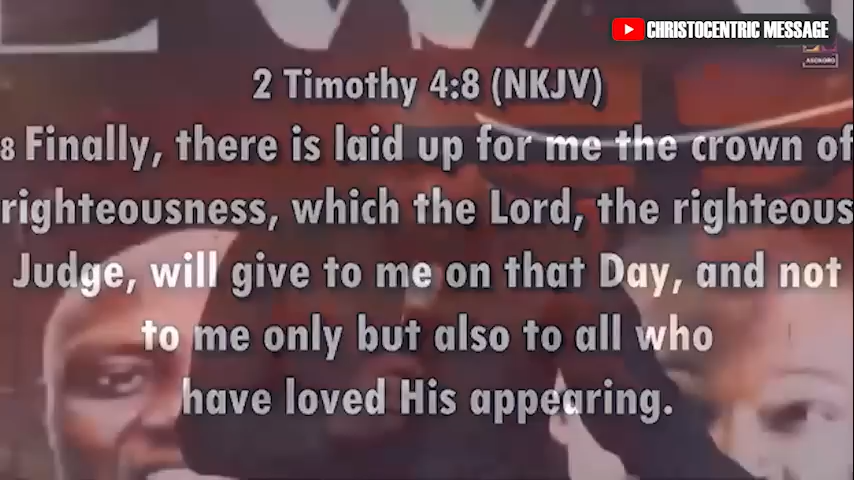 CHRISTOCENTRIC MESSAGE
ASOKORO
2 Timothy 4:8 (NKJV)
8 Finally, there is laid up for me the crown of
righteousness, which the Lord, the righteous
Judge, will give to me on that Day, and not
to me only but also to all who
have loved His appearing.